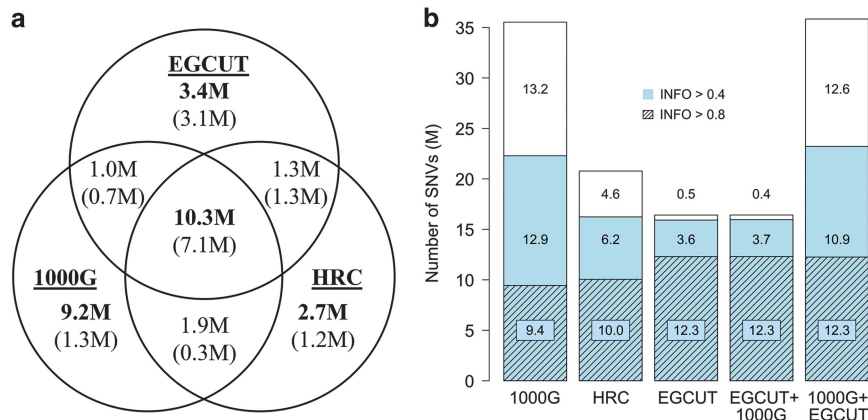 a
EGCUT
3.4M
(3.1M)
1.0M
(0.7M)
1.3M
(1.3M)
10.3M
(7.1M)
1000G
9.2M
(1.3M)
HRC
2.7M
(1.2M)
1.9M
(0.3M)
b
Number of SNVs (M)
35
30
25
20
15
10
5
0
INFO > 0.4
INFO > 0.8
13.2
12.9
9.4
4.6
6.2
10.0
0.5
3.6
12.3
0.4
3.7
12.3
12.6
10.9
12.3
1000G
HRC
EGCUT
EGCUT+
1000G
1000G+
EGCUT